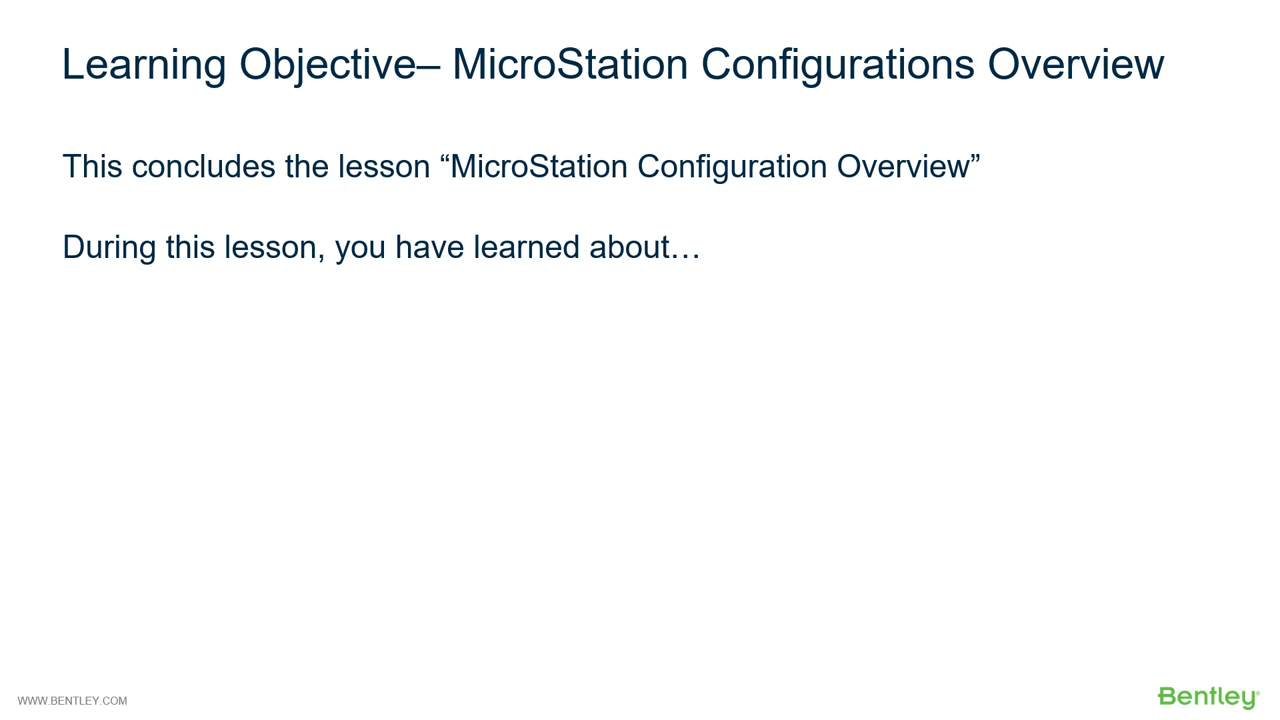 Learning Objective– MicroStation Configurations Overview
This concludes the lesson “MicroStation Configuration Overview”
During this lesson, you have learned about…
WWW.BENTLEY.COM
Bentley®